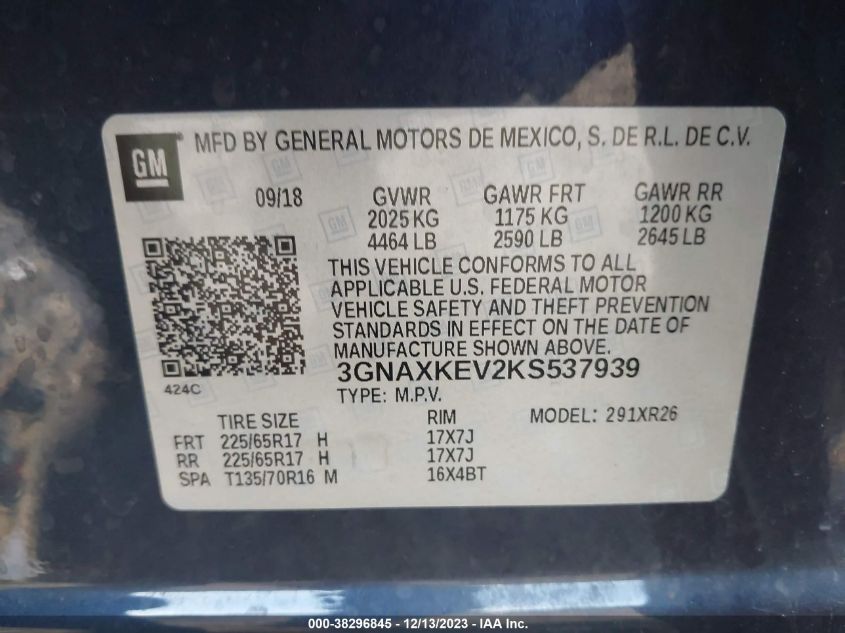 GM
MFD BY GENERAL MOTORS DE MEXICO, S. DE R.L. DE C.V.
09/18 GVWR GAWR FRT GAWR RR
2025 KG 1175 KG 1200 KG
4464 LB 2590 LB 2645 LB
THIS VEHICLE CONFORMS TO ALL
APPLICABLE U.S. FEDERAL MOTOR
VEHICLE SAFETY AND THEFT PREVENTION
STANDARDS IN EFFECT ON THE DATE OF
MANUFACTURE SHOWN ABOVE.
3GNAXKEV2KS537939
424C
TYPE: M.P.V.
TIRE SIZE RIM MODEL: 291XR26
FRT 225/65R17 H 17X7J
RR 225/65R17 H 17X7J
SPA T135/70R16 M 16X4BT
000-38296845 - 12/13/2023 - IAA Inc.